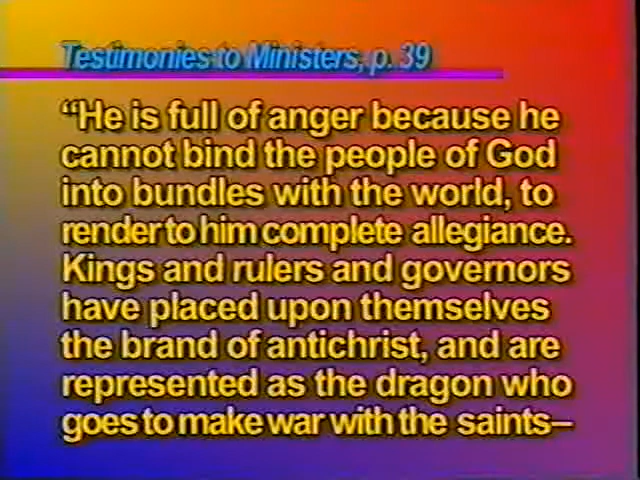 Testimonies to Ministers, p. 39
“He is full of anger because he
cannot bind the people of God
into bundles with the world, to
render to him complete allegiance.
Kings and rulers and governors
have placed upon themselves
the brand of antichrist, and are
represented as the dragon who
goes to make war with the saints–